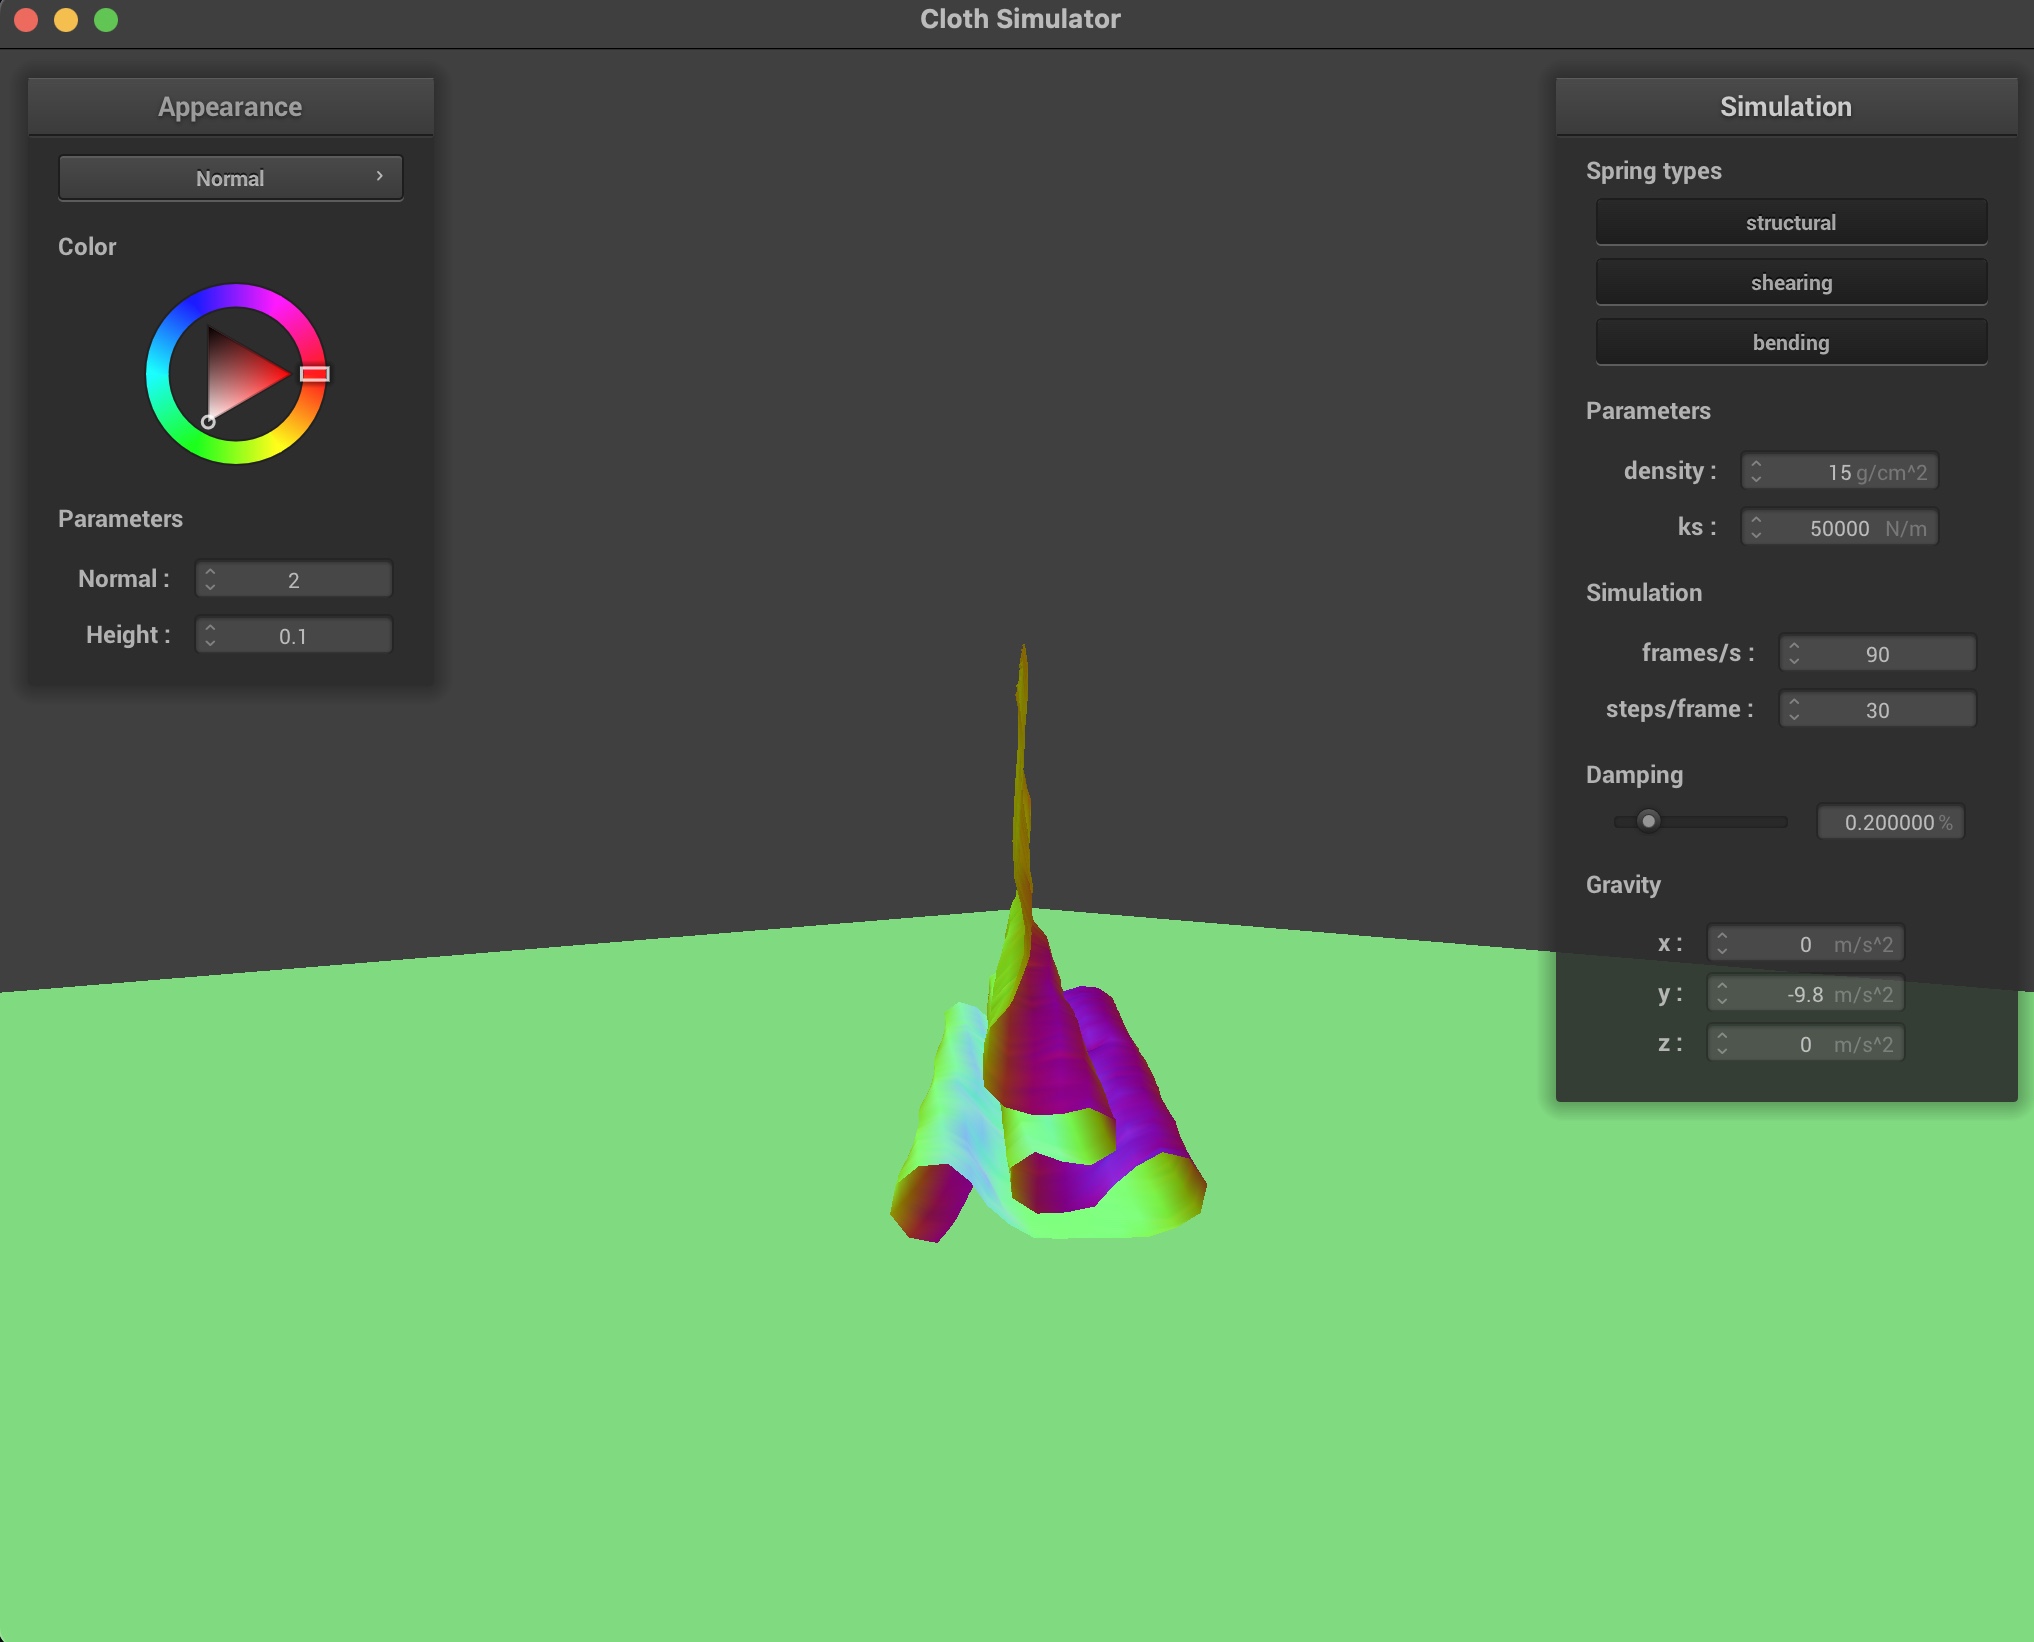 Cloth Simulator
Appearance
Normal
Color
Parameters
Normal : 2
Height : 0.1
Simulation
Spring types
structural
shearing
bending
Parameters
density : 15 g/cm^2
ks : 50000 N/m
Simulation
frames/s : 90
steps/frame : 30
Damping
0.200000 %
Gravity
x : 0 m/s^2
y : -9.8 m/s^2
z : 0 m/s^2